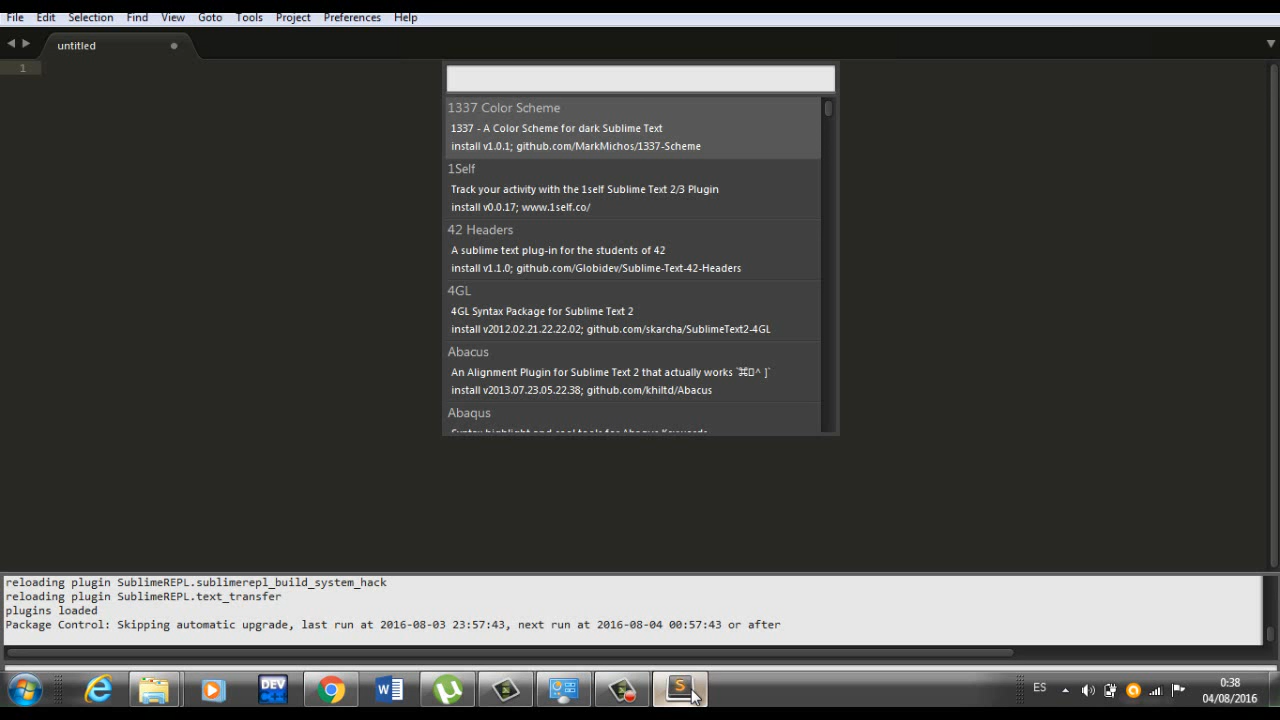 File Edit Selection Find View Goto Tools Project Preferences Help
untitled
1
1337 Color Scheme
1337 - A Color Scheme for dark Sublime Text
install v1.0.1; github.com/MarkMichos/1337-Scheme
1Self
Track your activity with the 1self Sublime Text 2/3 Plugin
install v0.0.17; www.1self.co/
42 Headers
A sublime text plug-in for the students of 42
install v1.1.0; github.com/Globidev/Sublime-Text-42-Headers
4GL
4GL Syntax Package for Sublime Text 2
install v2012.02.21.22.22.02; github.com/skarcha/SublimeText2-4GL
Abacus
An Alignment Plugin for Sublime Text 2 that actually works `⌘▯^ ]`
install v2013.07.23.05.22.38; github.com/khiltd/Abacus
Abaqus
Syntax highlight and cool tools for Abaqus Keywords
reloading plugin SublimeREPL.sublimerepl_build_system_hack
reloading plugin SublimeREPL.text_transfer
plugins loaded
Package Control: Skipping automatic upgrade, last run at 2016-08-03 23:57:43, next run at 2016-08-04 00:57:43 or after
DEV C++
ES
0:38
04/08/2016